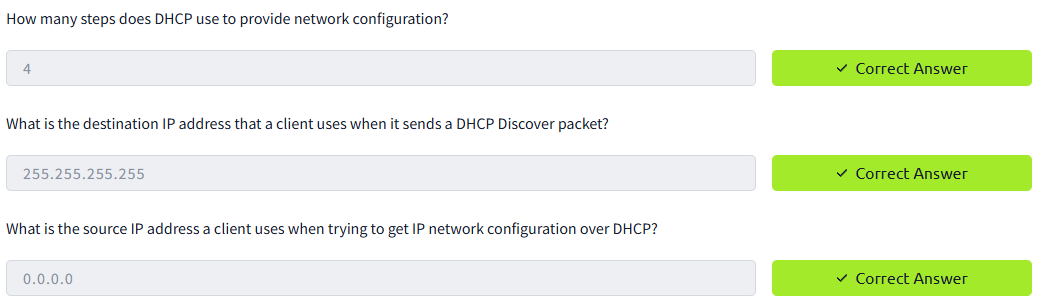 How many steps does DHCP use to provide network configuration?
4
✓ Correct Answer
What is the destination IP address that a client uses when it sends a DHCP Discover packet?
255.255.255.255
✓ Correct Answer
What is the source IP address a client uses when trying to get IP network configuration over DHCP?
0.0.0.0
✓ Correct Answer